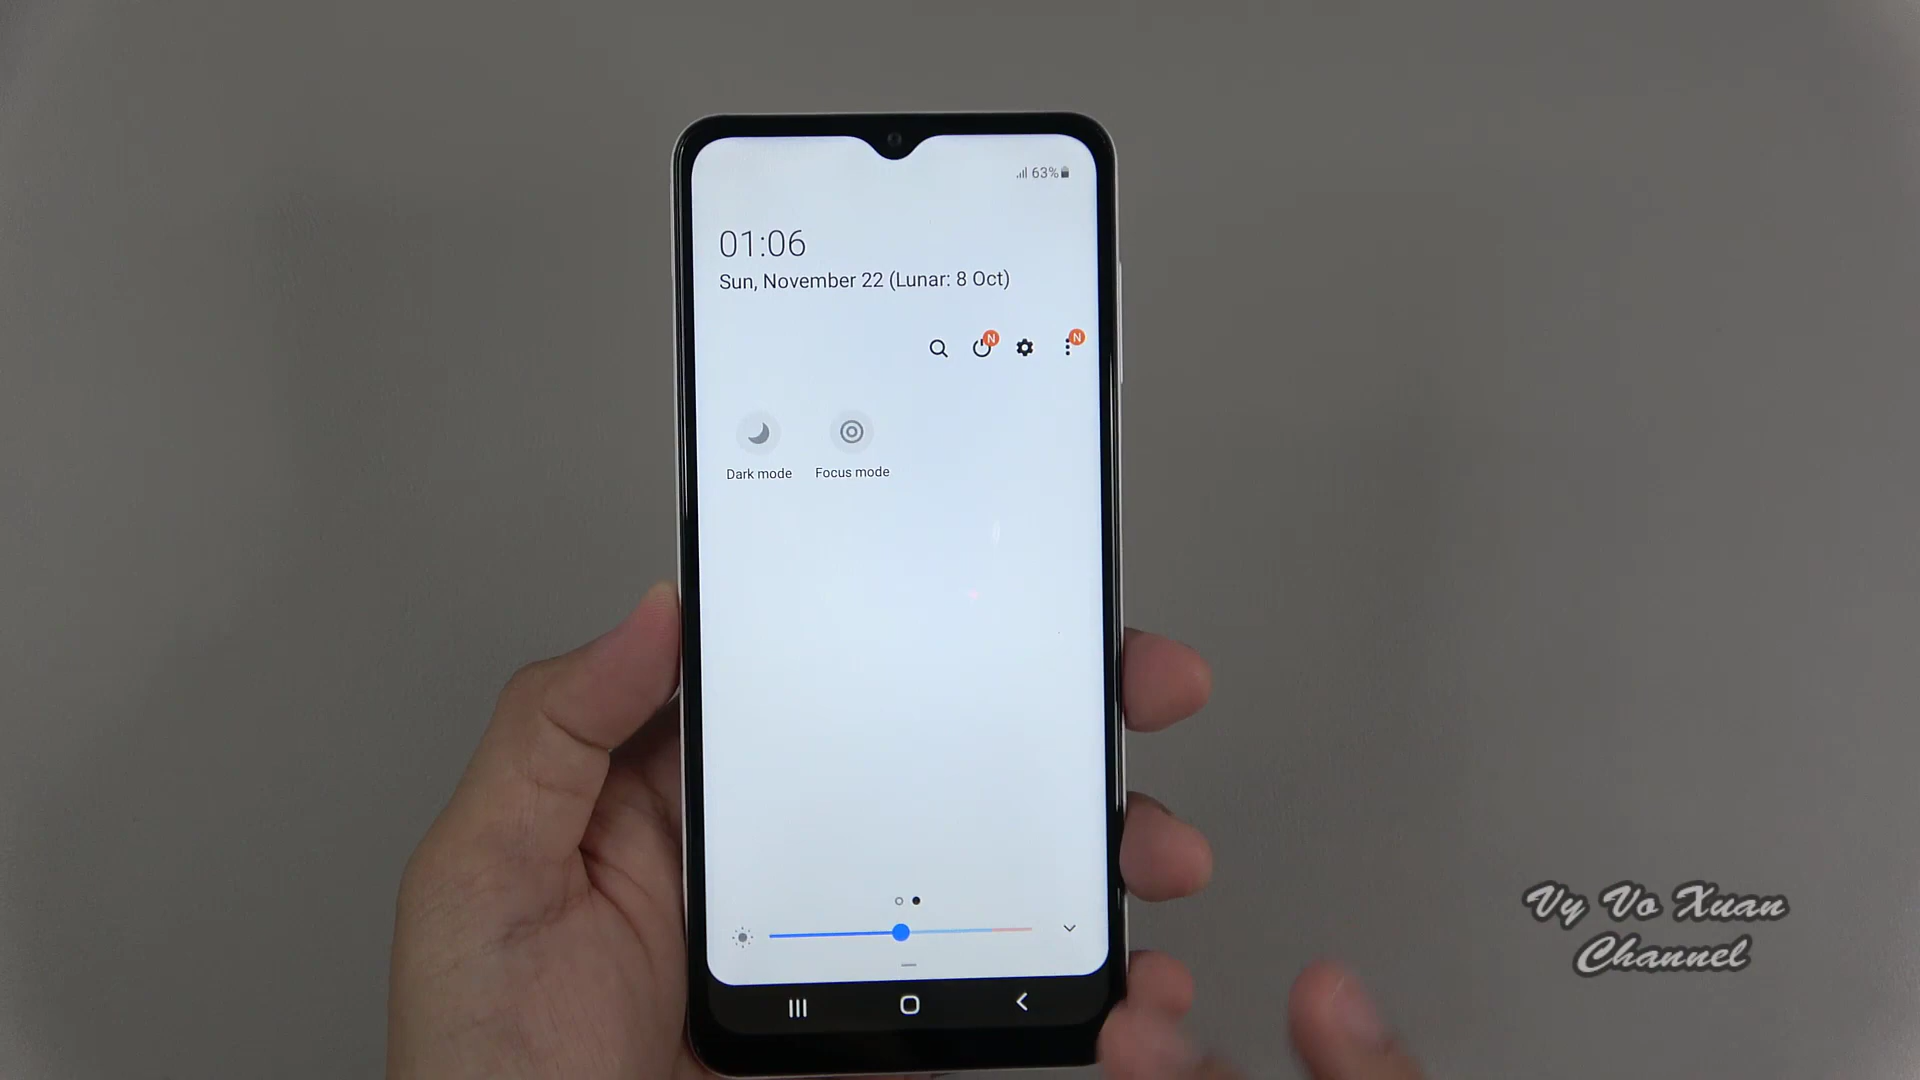 63%
01:06
Sun, November 22 (Lunar: 8 Oct)
N
N
Dark mode
Focus mode
Vy Vo Xuan
Channel